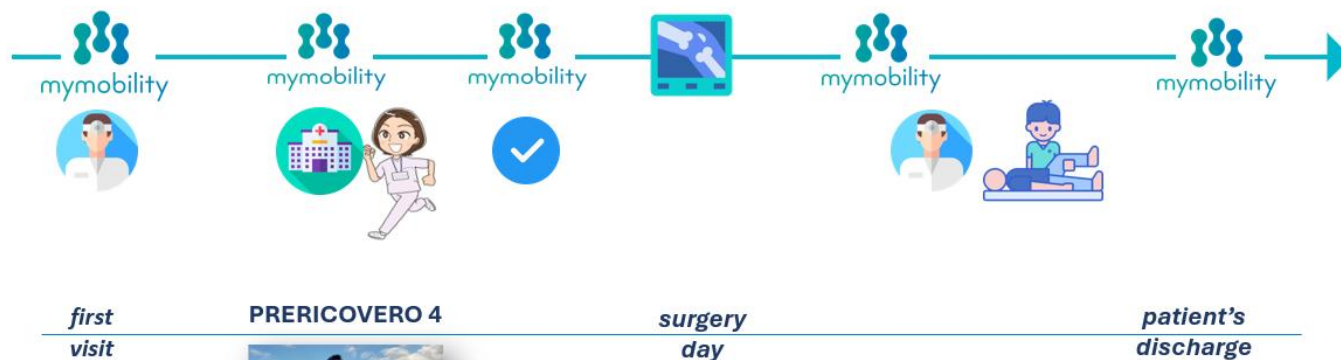 mymobility
mymobility
mymobility
mymobility
mymobility
first
visit
PRERICOVERO 4
surgery
day
patient's
discharge